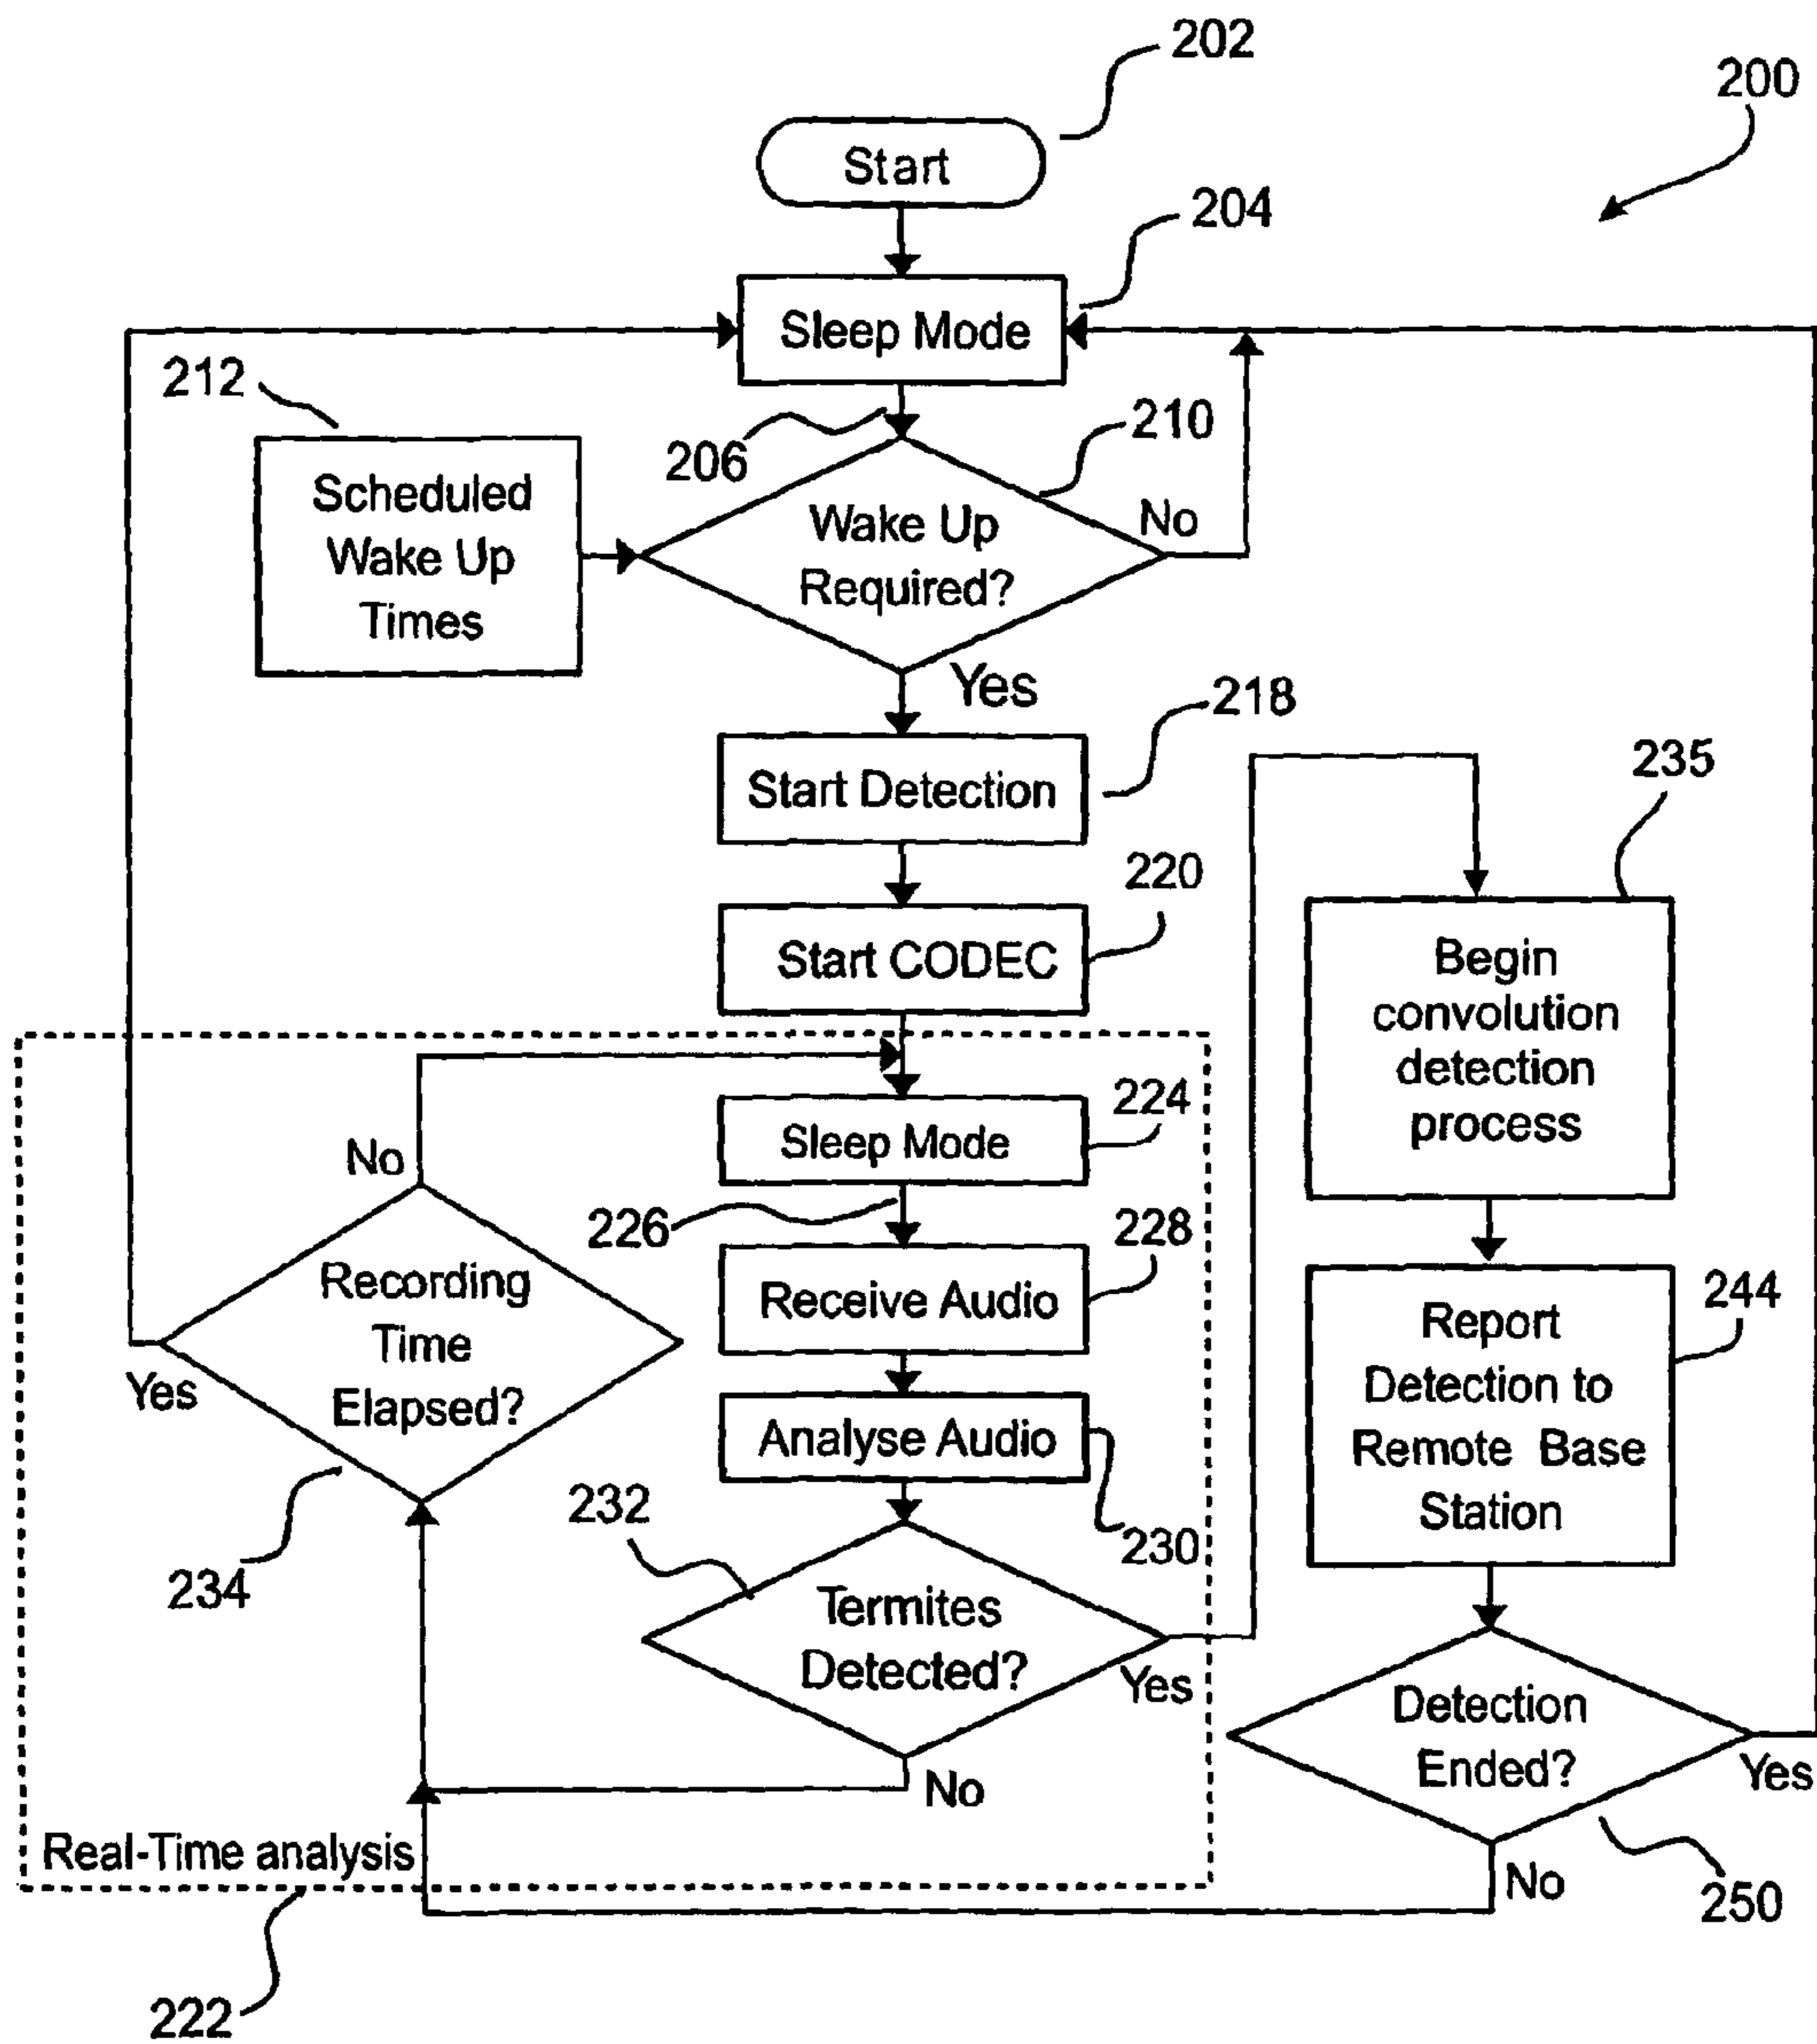 202
200
Start
204
Sleep Mode
212
206
210
Scheduled
Wake Up
Times
Wake Up
Required?
No
Yes
218
Start Detection
235
220
Start CODEC
Begin
convolution
detection
process
224
Sleep Mode
No
226
228
Recording
Time
Elapsed?
Yes
Receive Audio
244
Report
Detection to
Remote Base
Station
Analyse Audio
232
230
234
Termites
Detected?
Yes
No
Detection
Ended?
Yes
No
250
Real-Time analysis
222